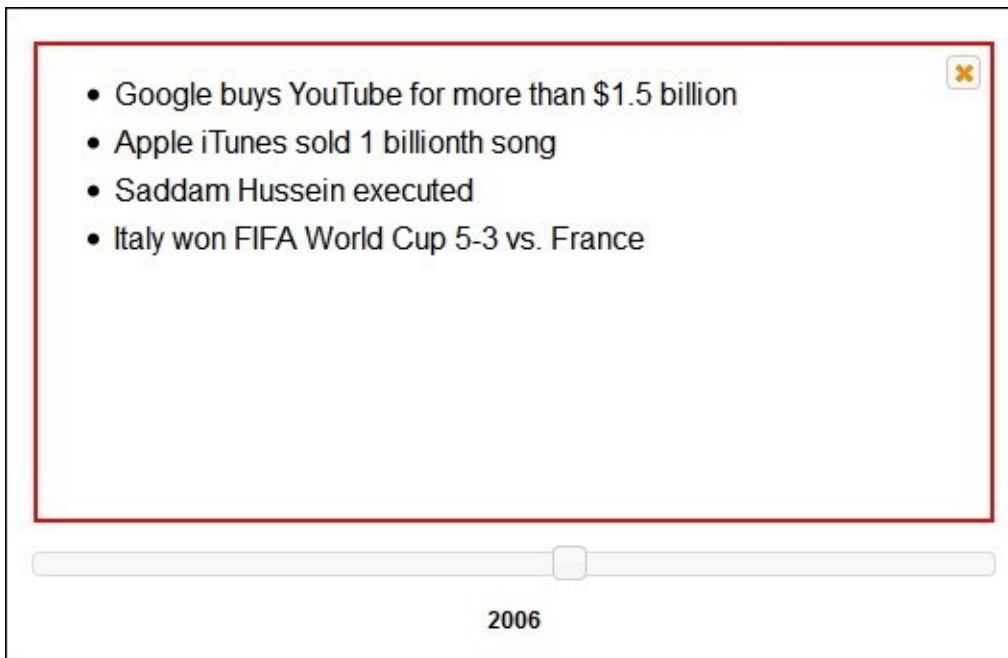 • Google buys YouTube for more than $1.5 billion
• Apple iTunes sold 1 billionth song
• Saddam Hussein executed
• Italy won FIFA World Cup 5-3 vs. France
2006